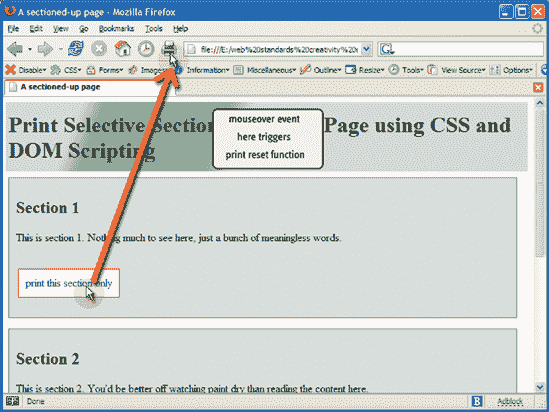 A sectioned-up page - Mozilla Firefox
File Edit View Go Bookmarks Tools Help
file:///E:/web%20standards%20creativity%20
Disable CSS Forms Images Information Miscellaneous Outline Resize Tools View Source Options
A sectioned-up page
Print Selective Section Page using CSS and
DOM Scripting
mouseover event
here triggers
print reset function
Section 1
This is section 1. Nothing much to see here, just a bunch of meaningless words.
print this section only
Section 2
This is section 2. You'd be better off watching paint dry than reading the content here.
Done Adblock